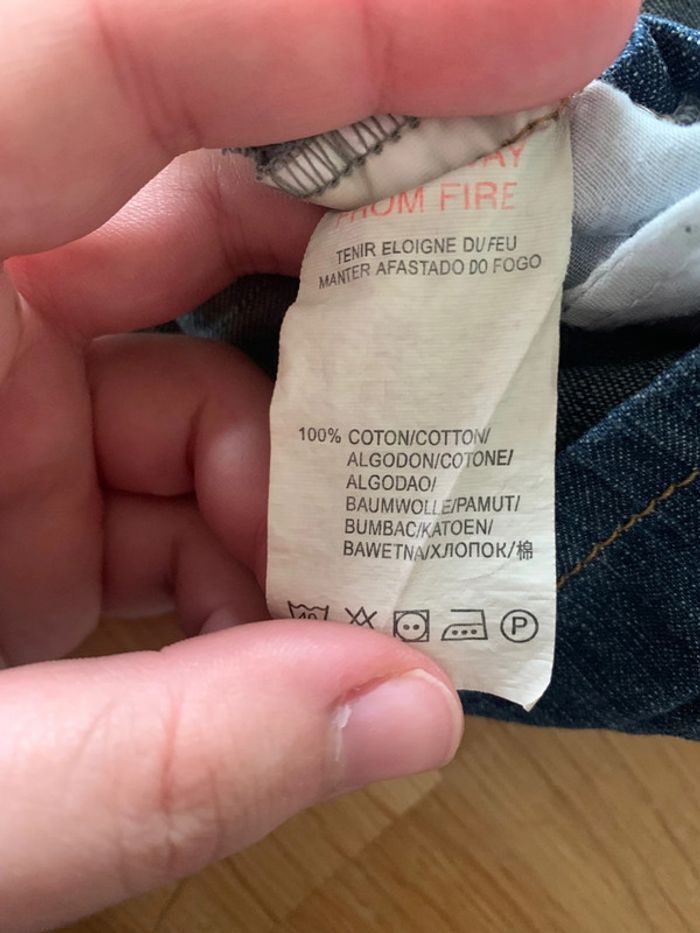 FROM FIRE
TENIR ELOIGNE DU FEU
MANTER AFASTADO DO FOGO
100% COTON/COTTON/
ALGODON/COTONE/
ALGODAO/
BAUMWOLLE/PAMUT/
BUMBAC/KATOEN/
BAWETNA/ХЛОПОК/棉
40 P